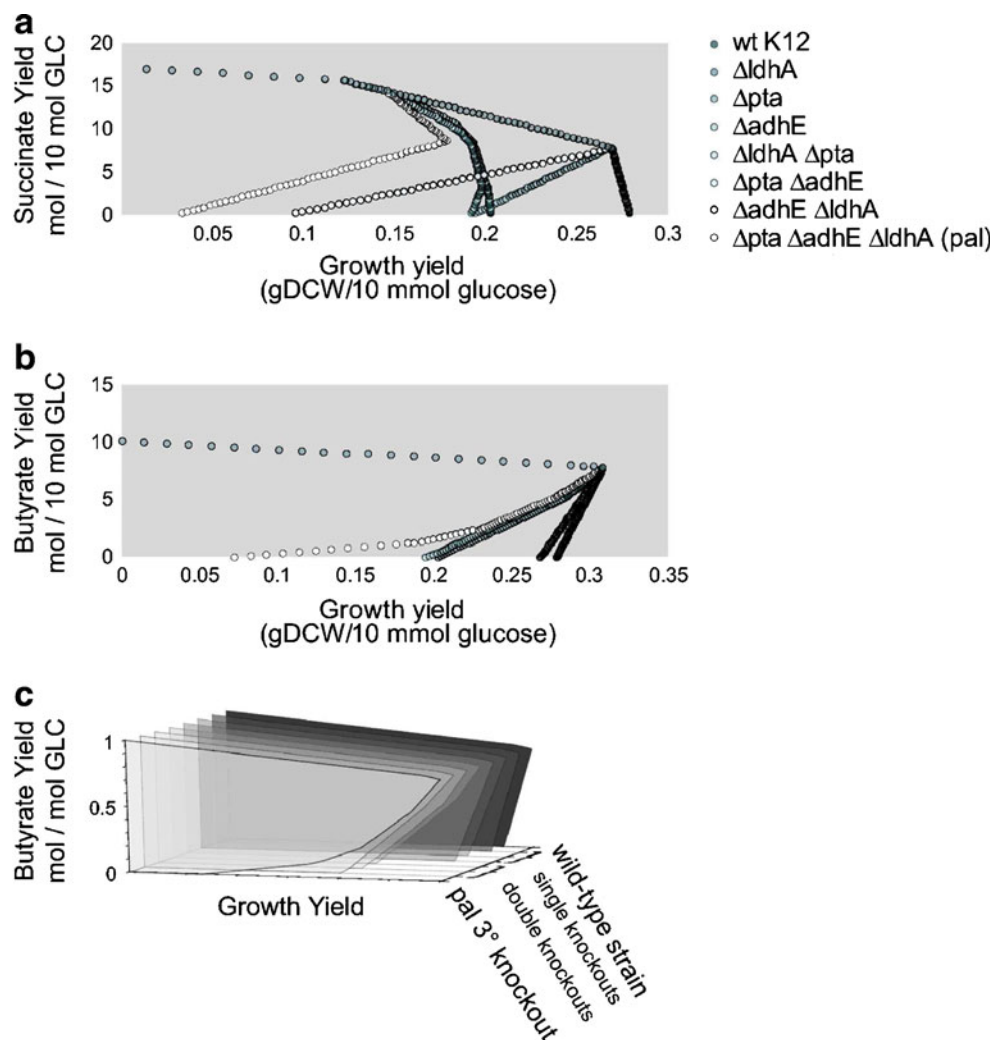 a
Succinate Yield
mol / 10 mol GLC
20
15
10
5
0
0.05
0.1
0.15
0.2
0.25
0.3
Growth yield
(gDCW/10 mmol glucose)
wt K12
ΔldhA
Δpta
ΔadhE
ΔldhA Δpta
Δpta ΔadhE
ΔadhE ΔldhA
Δpta ΔadhE ΔldhA (pal)
b
Butyrate Yield
mol / 10 mol GLC
15
10
5
0
0
0.05
0.1
0.15
0.2
0.25
0.3
0.35
Growth yield
(gDCW/10 mmol glucose)
c
Butyrate Yield
mol / mol GLC
1
0.5
0
Growth Yield
wild-type strain
single knockouts
double knockouts
pal 3° knockout